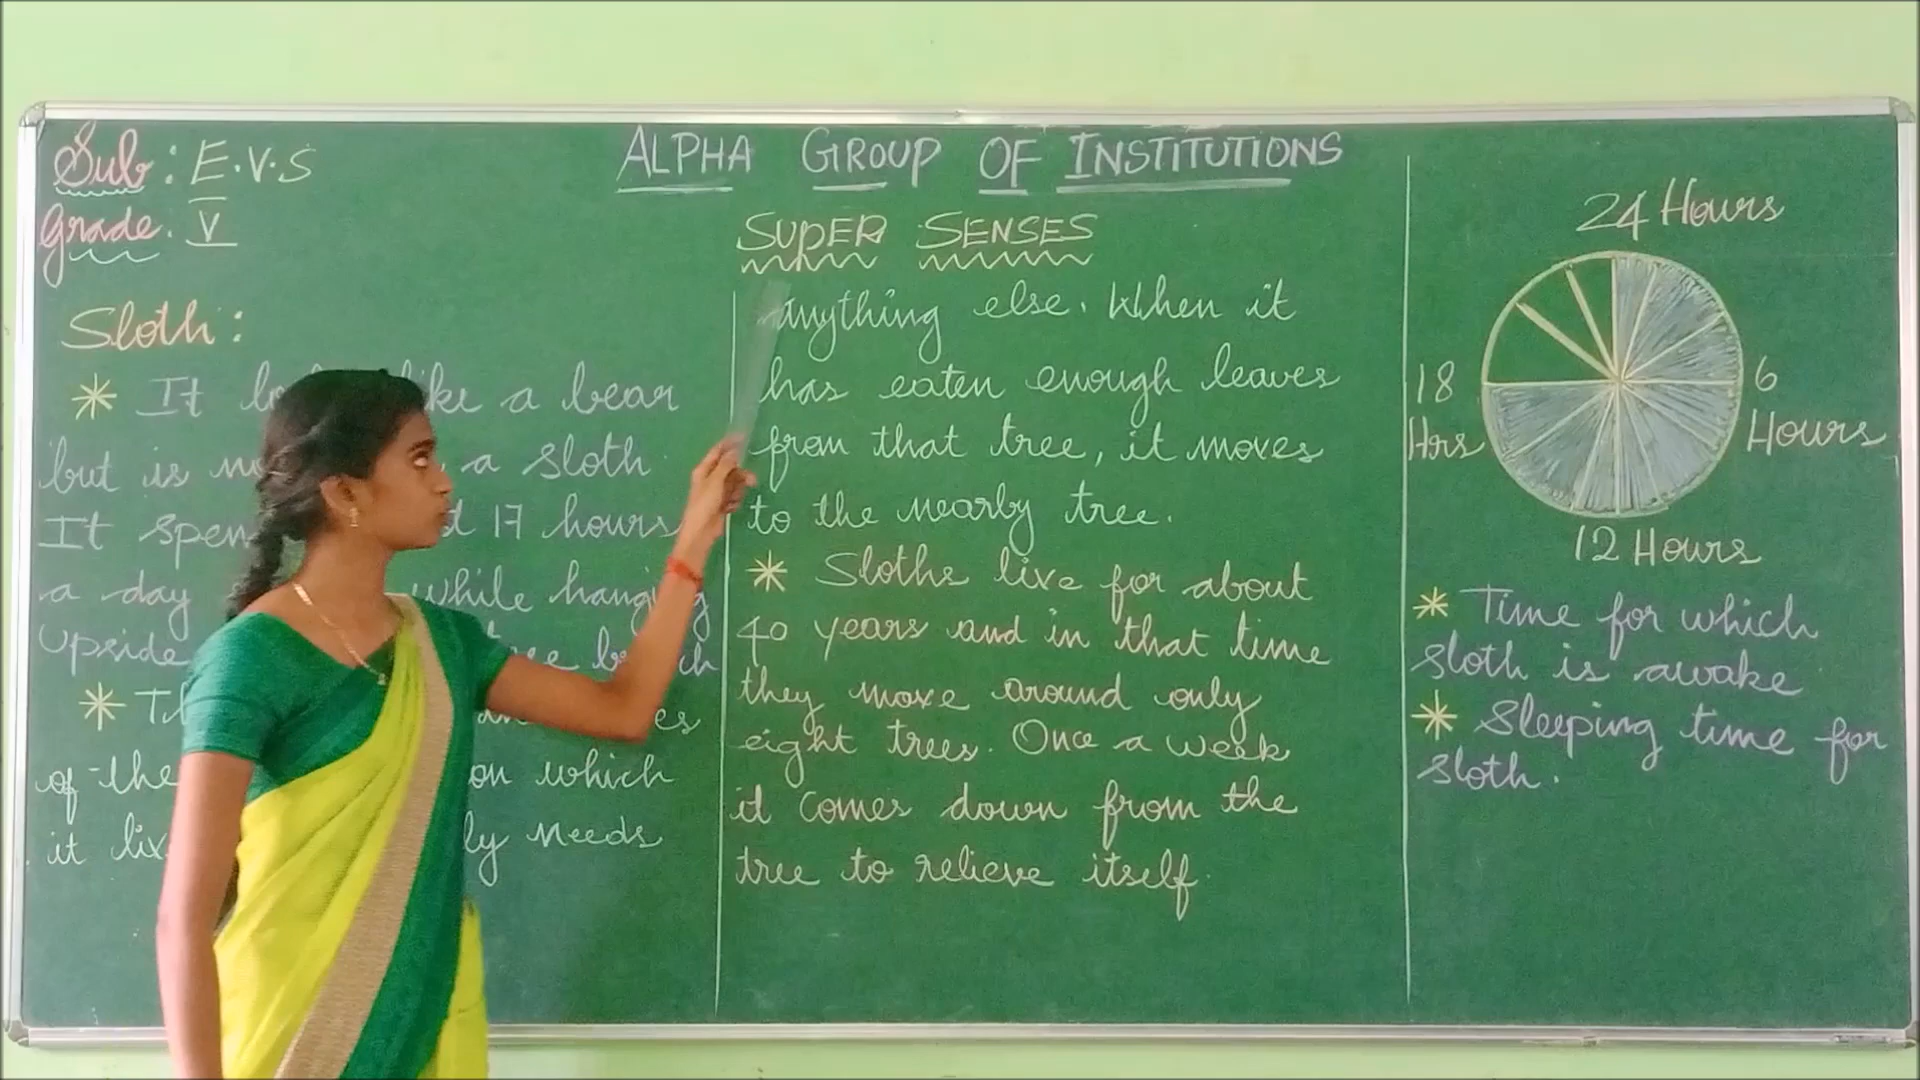 Sub: E.V.S
Grade: V
ALPHA GROUP OF INSTITUTIONS
SUPER SENSES
Sloth:
* It like a bear
but is a sloth
It 17 hours
a day while hanging
upside
*
of the on which
it needs
anything else. When it
has eaten enough leaves
from that tree, it moves
to the nearby tree.
* Sloths live for about
40 years and in that time
they move around only
eight trees. Once a week
it comes down from the
tree to relieve itself.
24 Hours
6
Hours
18
Hrs
12 Hours
* Time for which
sloth is awake
* Sleeping time for
sloth.